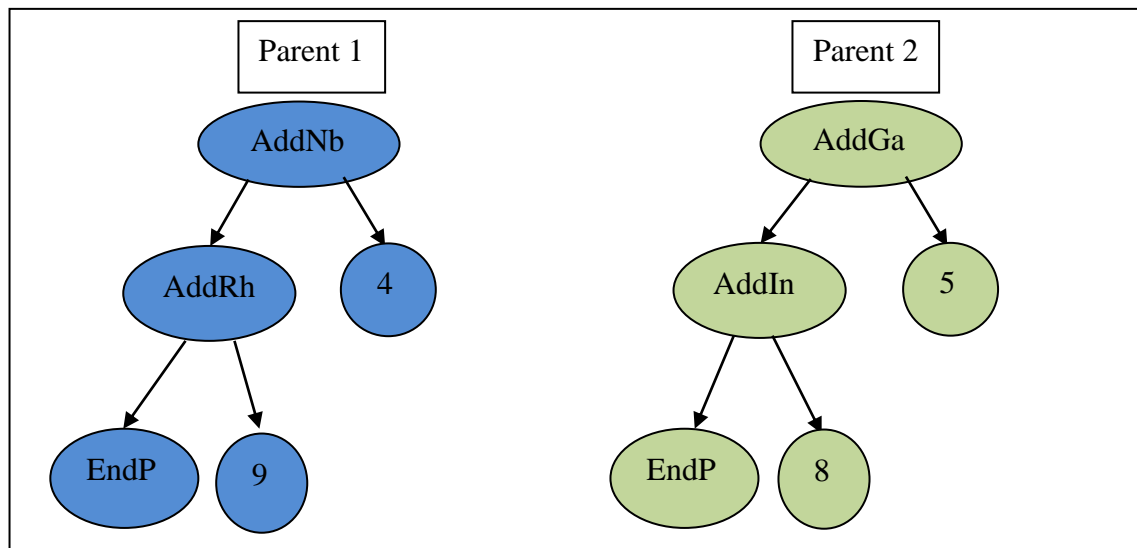 Parent 1
Parent 2
AddNb
AddGa
AddRh
4
AddIn
5
EndP
9
EndP
8